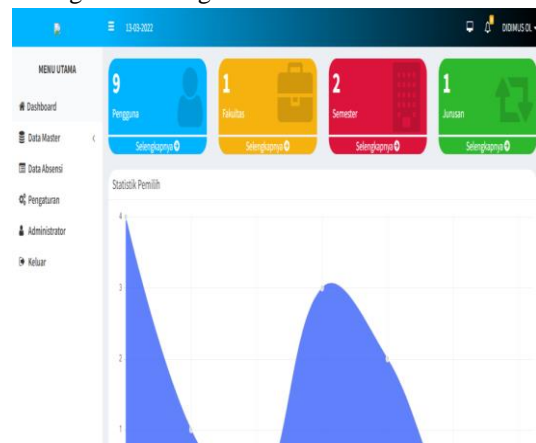 13-03-2022
DIDIMUS OL
MENU UTAMA
Dashboard
Data Master
Data Absensi
Pengaturan
Administrator
Keluar
9
Pengguna
Selengkapnya
1
Fakultas
Selengkapnya
2
Semester
Selengkapnya
1
Jurusan
Selengkapnya
Statistik Pemilih
4
3
2
1